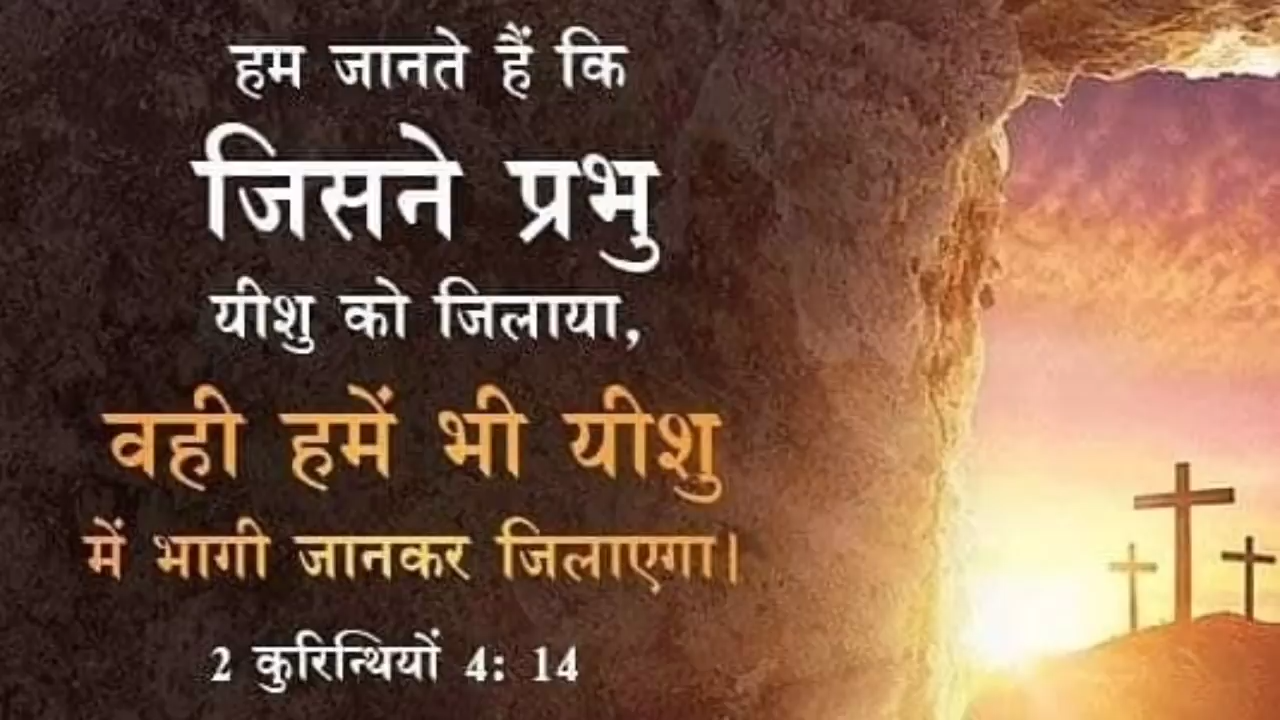 हम जानते हैं कि
जिसने प्रभु
यीशु को जिलाया,
वही हमें भी यीशु
में भागी जानकर जिलाएगा।
2 कुरिन्थियों 4: 14